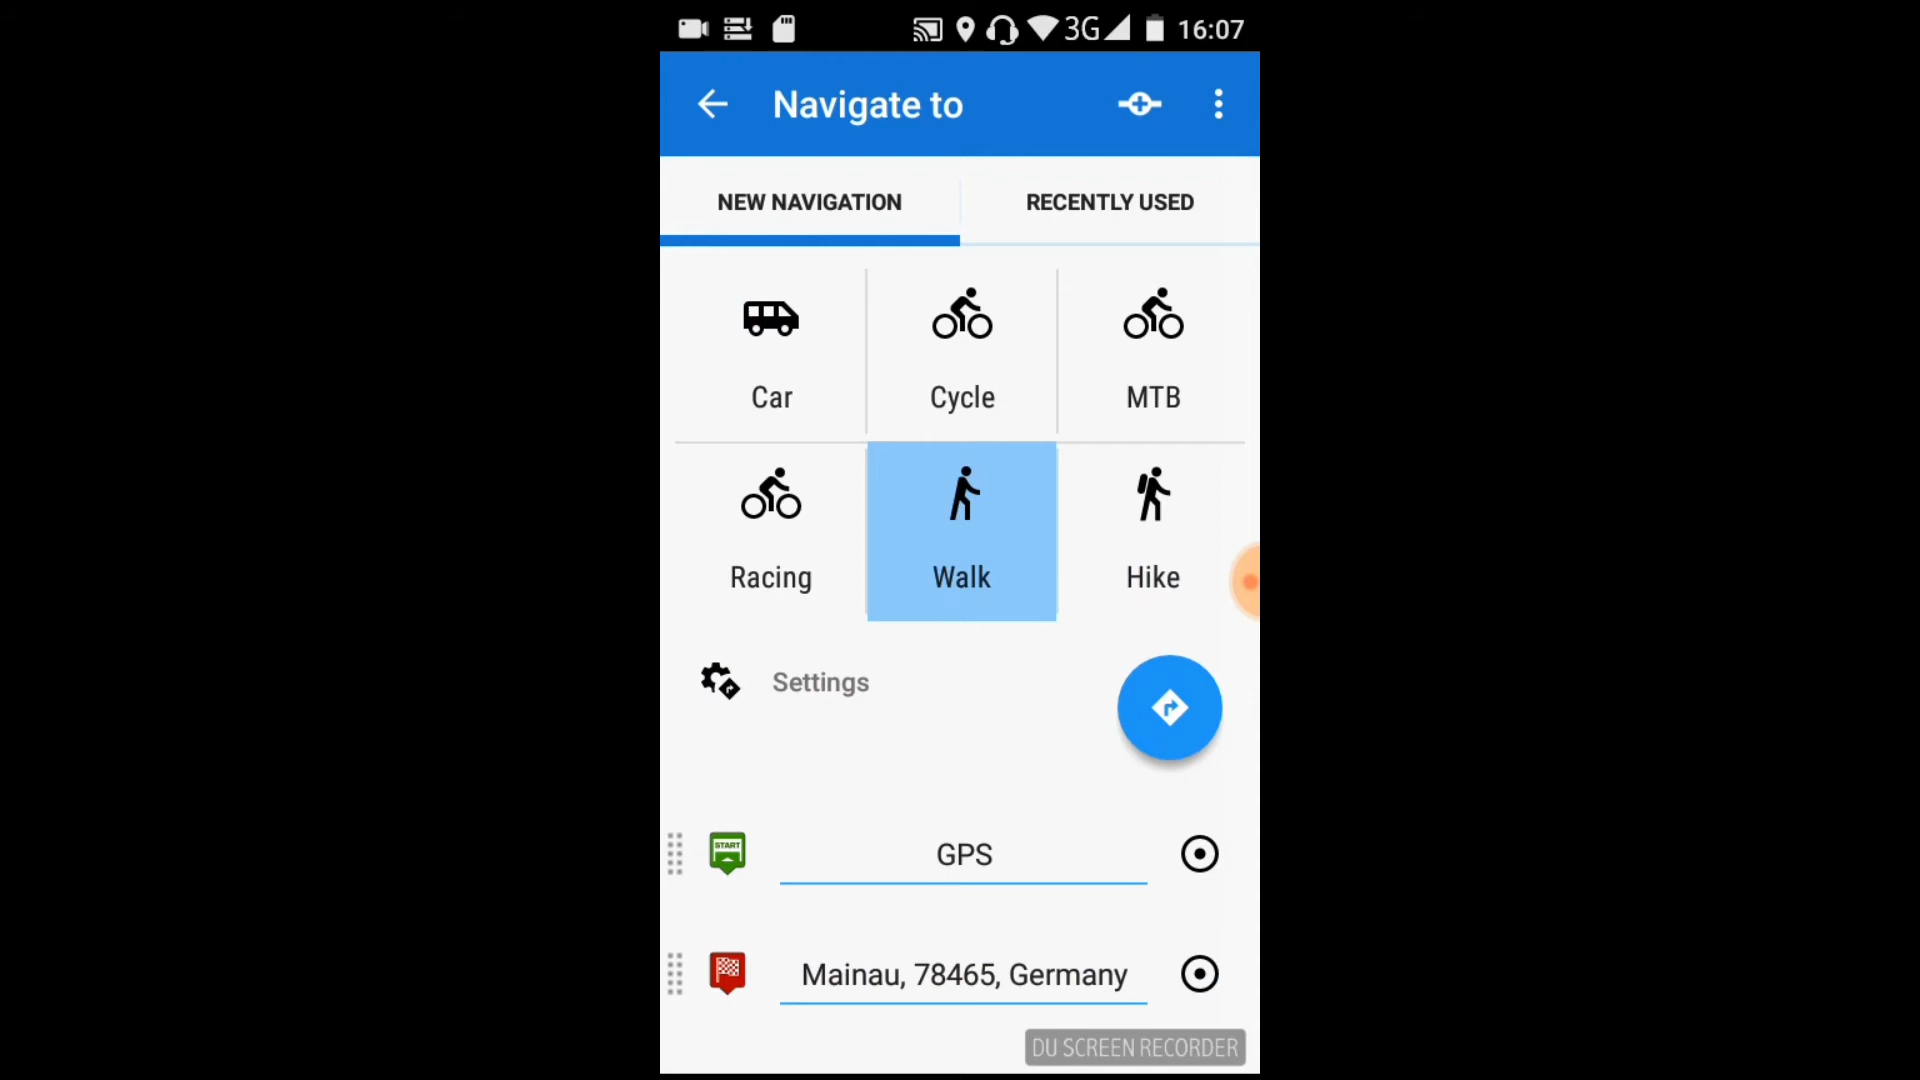 3G 16:07
Navigate to
NEW NAVIGATION RECENTLY USED
Car Cycle MTB
Racing Walk Hike
Settings
START GPS
Mainau, 78465, Germany
DU SCREEN RECORDER